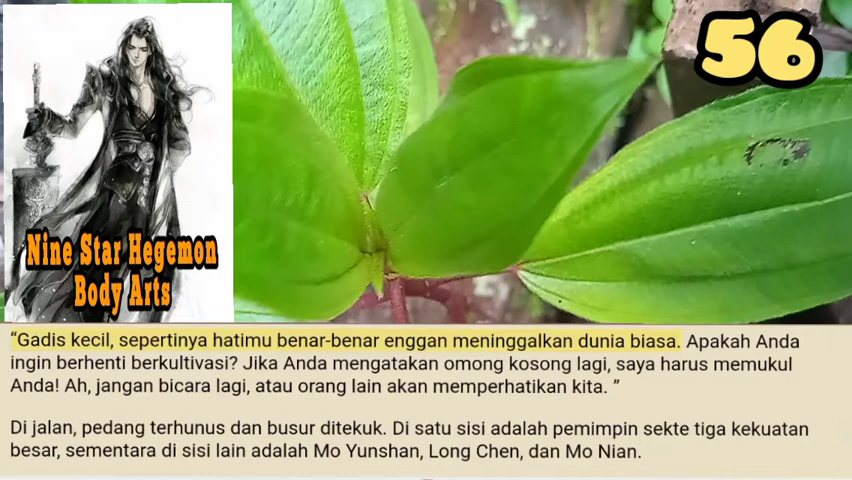 56
Nine Star Hegemon
Body Arts
“Gadis kecil, sepertinya hatimu benar-benar enggan meninggalkan dunia biasa. Apakah Anda
ingin berhenti berkultivasi? Jika Anda mengatakan omong kosong lagi, saya harus memukul
Anda! Ah, jangan bicara lagi, atau orang lain akan memperhatikan kita. ”
Di jalan, pedang terhunus dan busur ditekuk. Di satu sisi adalah pemimpin sekte tiga kekuatan
besar, sementara di sisi lain adalah Mo Yunshan, Long Chen, dan Mo Nian.